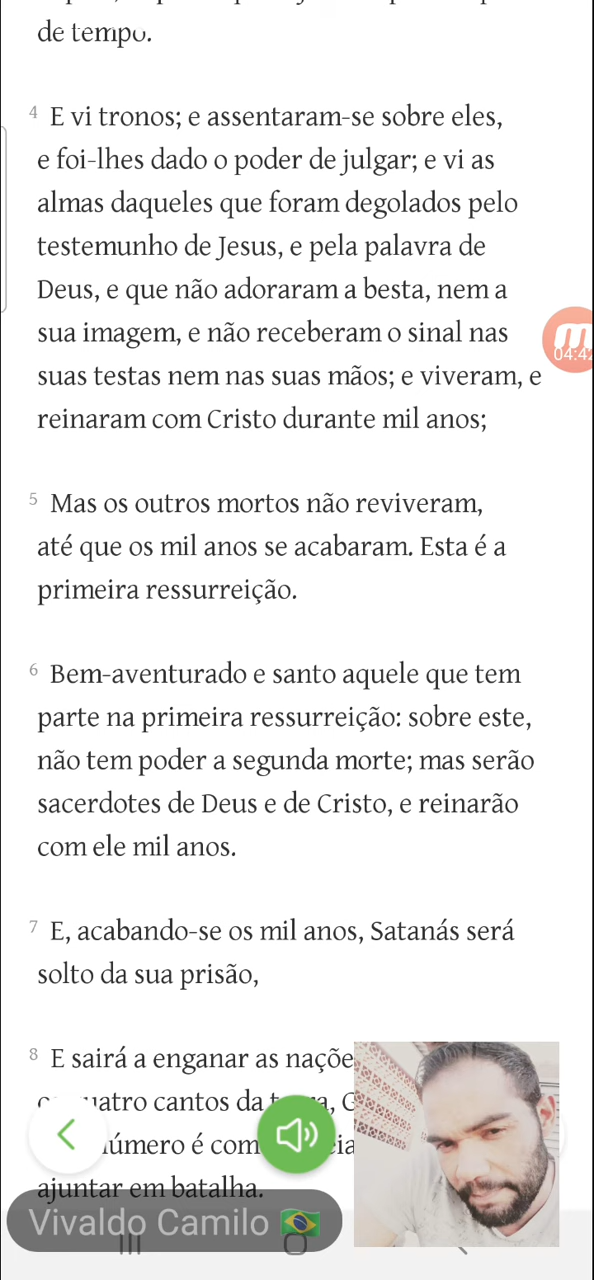 de tempo.
4 E vi tronos; e assentaram-se sobre eles,
e foi-lhes dado o poder de julgar; e vi as
almas daqueles que foram degolados pelo
testemunho de Jesus, e pela palavra de
Deus, e que não adoraram a besta, nem a
sua imagem, e não receberam o sinal nas
suas testas nem nas suas mãos; e viveram, e
reinaram com Cristo durante mil anos;
04:42
5 Mas os outros mortos não reviveram,
até que os mil anos se acabaram. Esta é a
primeira ressurreição.
6 Bem-aventurado e santo aquele que tem
parte na primeira ressurreição: sobre este,
não tem poder a segunda morte; mas serão
sacerdotes de Deus e de Cristo, e reinarão
com ele mil anos.
7 E, acabando-se os mil anos, Satanás será
solto da sua prisão,
8 E sairá a enganar as naçõe
uatro cantos da
úmero é com
ajuntar em batalha.
Vivaldo Camilo